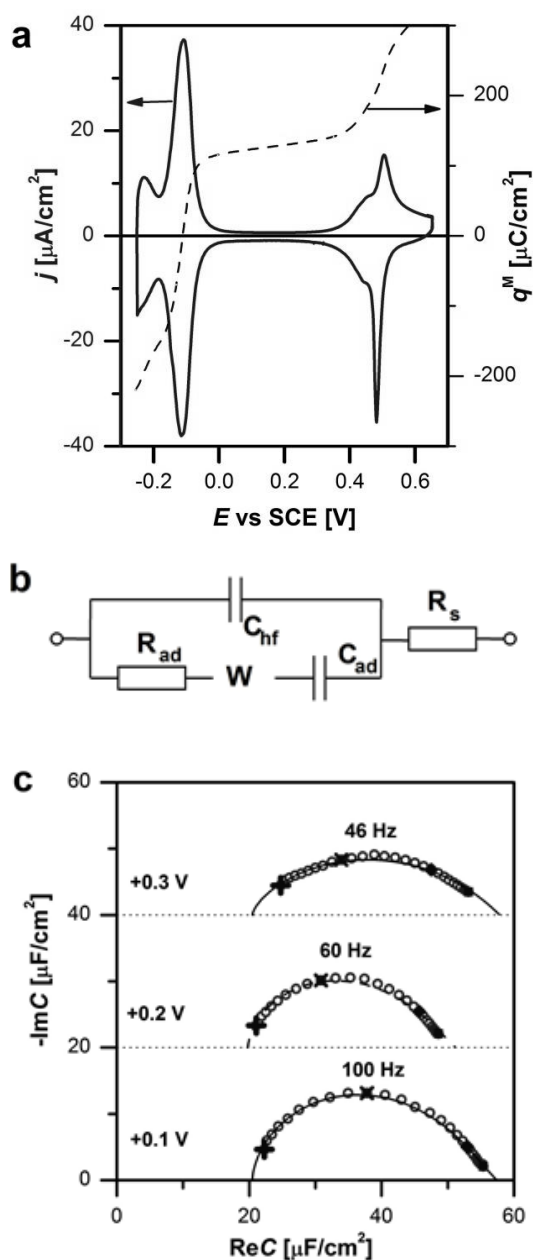 a
40
20
0
-20
-40
j [μA/cm²]
200
0
-200
q^M [μC/cm²]
-0.2 0.0 0.2 0.4 0.6
E vs SCE [V]
b
C_hf
R_s
R_ad
W
C_ad
c
60
40
20
0
-ImC [μF/cm²]
46 Hz
+0.3 V
60 Hz
+0.2 V
100 Hz
+0.1 V
0 20 40 60
ReC [μF/cm²]